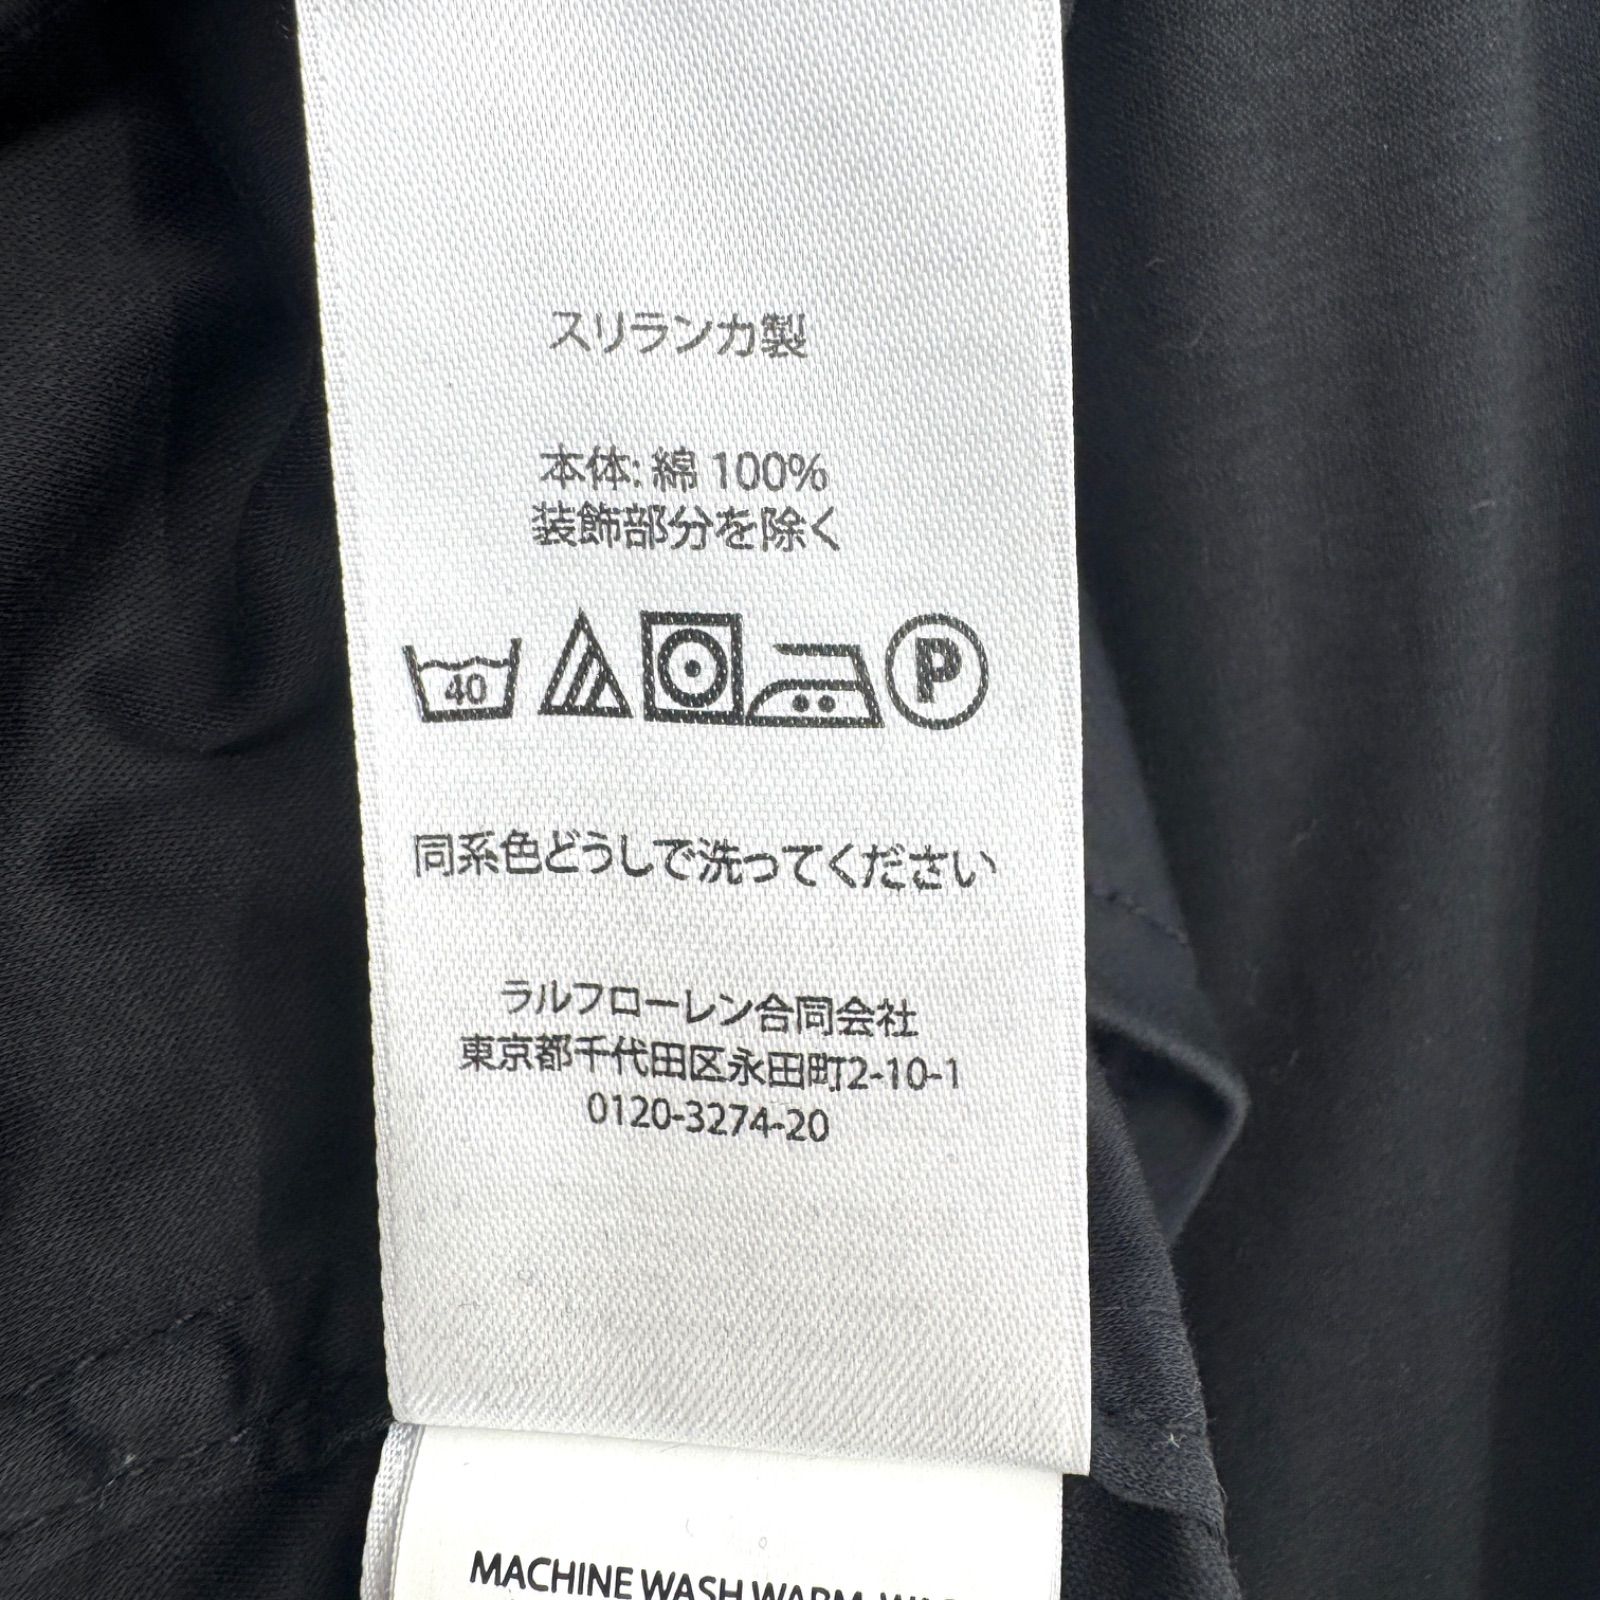 スリランカ製
本体: 綿 100%
装飾部分を除く
40 P
同系色どうしで洗ってください
ラルフローレン合同会社
東京都千代田区永田町2-10-1
0120-3274-20
MACHINE WASH WARM